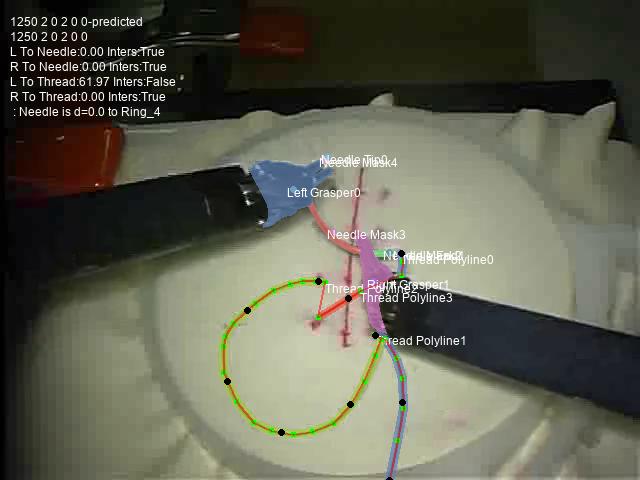 1250 2 0 2 0 0-predicted
1250 2 0 2 0 0
L To Needle:0.00 Inters:True
R To Needle:0.00 Inters:True
L To Thread:61.97 Inters:False
R To Thread:0.00 Inters:True
: Needle is d=0.0 to Ring_4
Needle Tip0
Needle Mask4
Left Grasper0
Needle Mask3
Thread Polyline0
Right Grasper1
Thread Polyline2
Thread Polyline3
Thread Polyline1